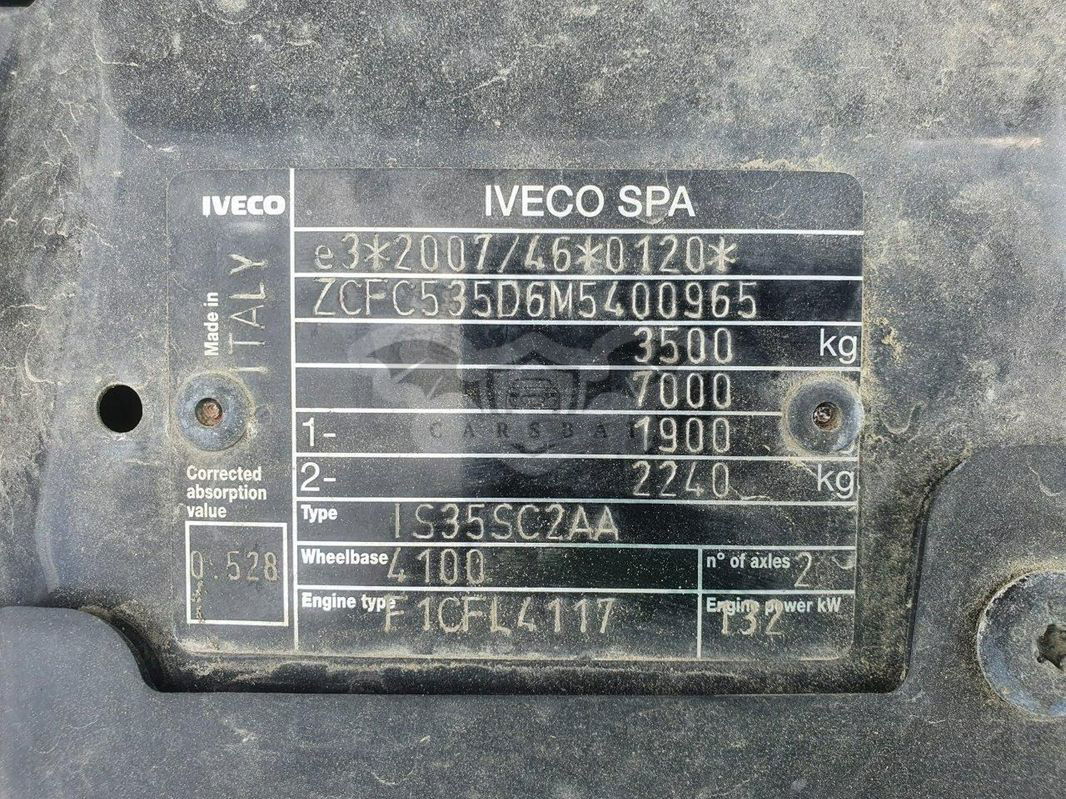 IVECO
IVECO SPA
Made in
ITALY
e3*2007/46*0120*
ZCFC535D6M5400965
3500 kg
7000
1- 1900
2- 2240 kg
CARSBAT
Corrected
absorption
value
0.528
Type IS35SC2AA
Wheelbase 4100
n° of axles 2
Engine type F1CFL4117
Engine power kW 132